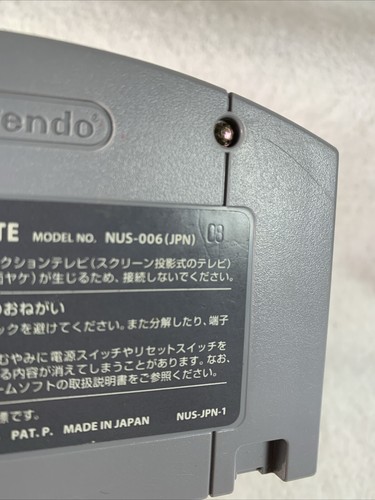 endo
TE MODEL NO. NUS-006(JPN) 03
クションテレビ(スクリーン投影式のテレビ)
ヤケ)が生じるため、接続しないでください。
おねがい
ックを避けてください。また分解したり、端子
むやみに電源スイッチやリセットスイッチを
る内容が消えてしまうことがあります。なお、
ームソフトの取扱説明書をご参照ください。
標です。
PAT. P. MADE IN JAPAN NUS-JPN-1